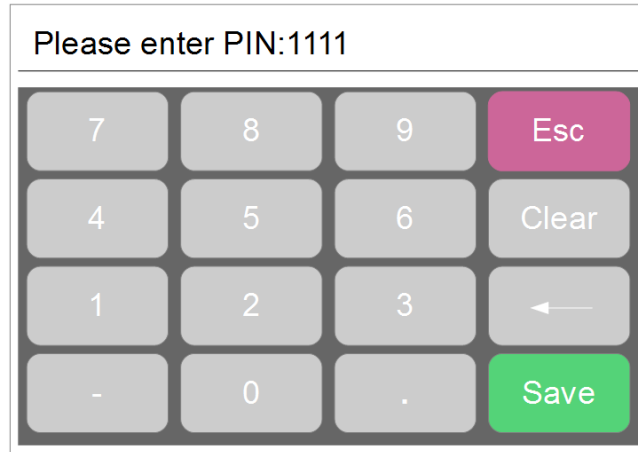 Please enter PIN:1111
7 8 9 Esc
4 5 6 Clear
1 2 3
- 0 . Save